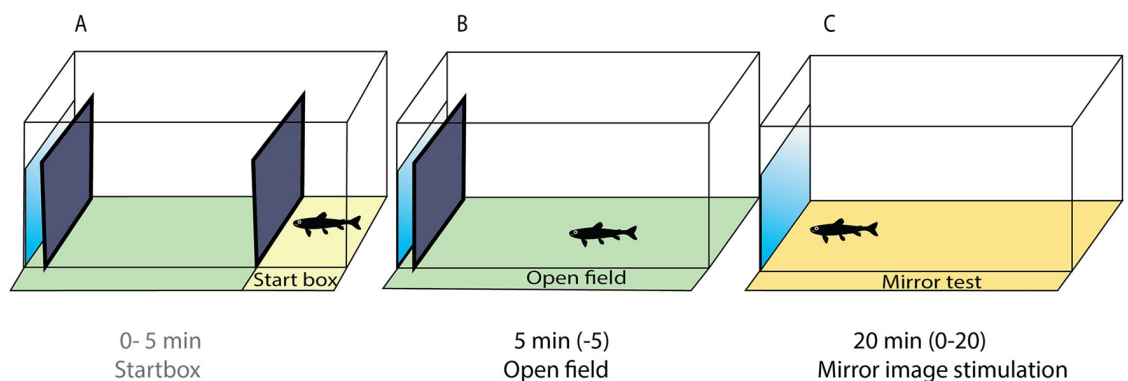 A
B
C
Start box
Open field
Mirror test
0- 5 min
Startbox
5 min (-5)
Open field
20 min (0-20)
Mirror image stimulation